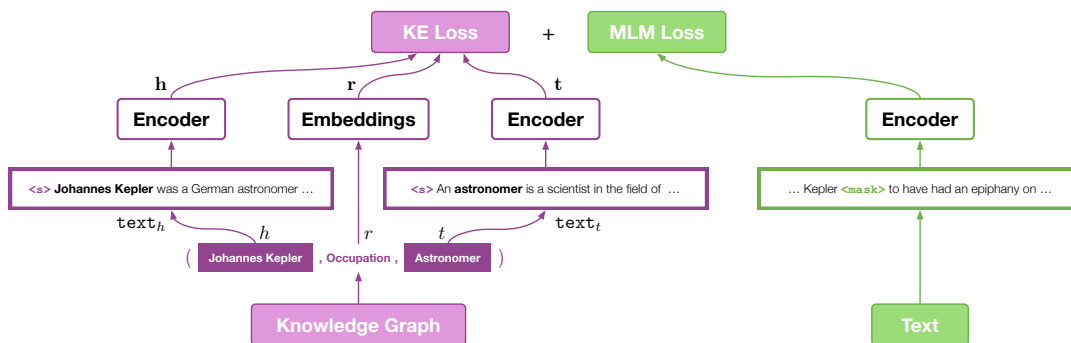 KE Loss + MLM Loss
h r t
Encoder Embeddings Encoder Encoder
<s> Johannes Kepler was a German astronomer ...
<s> An astronomer is a scientist in the field of ...
... Kepler <mask> to have had an epiphany on ...
text_h h r t text_t
( Johannes Kepler , Occupation , Astronomer )
Knowledge Graph Text